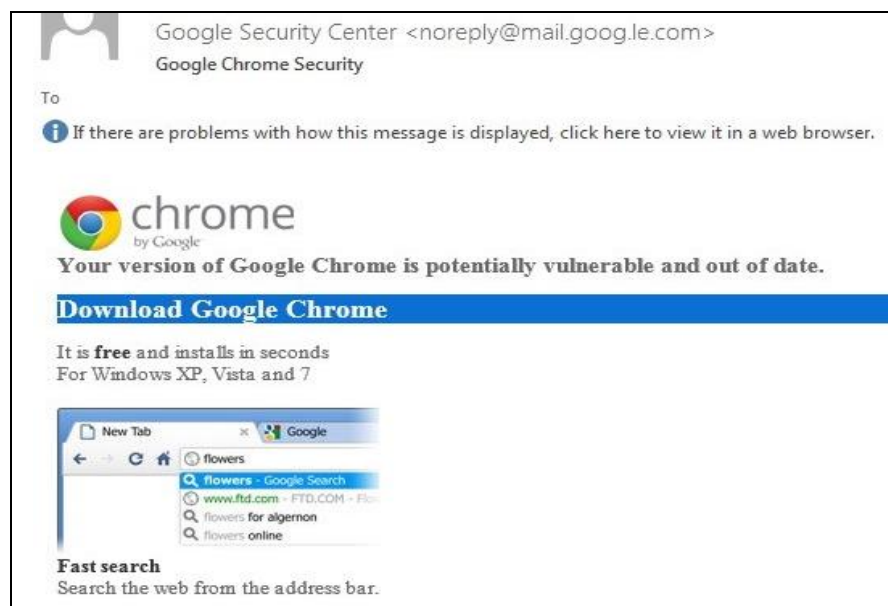 Google Security Center <noreply@mail.goog.le.com>
Google Chrome Security
To
If there are problems with how this message is displayed, click here to view it in a web browser.
chrome
by Google
Your version of Google Chrome is potentially vulnerable and out of date.
Download Google Chrome
It is free and installs in seconds
For Windows XP, Vista and 7
New Tab × Google
flowers
flowers - Google Search
www.ftd.com - FTD.COM - Flo
flowers for algernon
flowers online
Fast search
Search the web from the address bar.